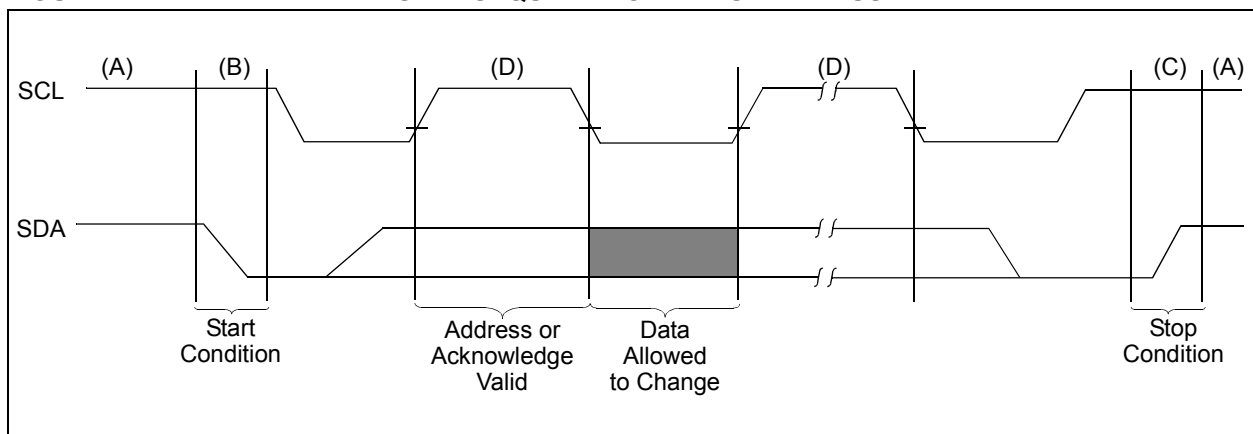 (A) (B) (D) (D) (C) (A)
SCL
SDA
Start
Condition
Address or
Acknowledge
Valid
Data
Allowed
to Change
Stop
Condition